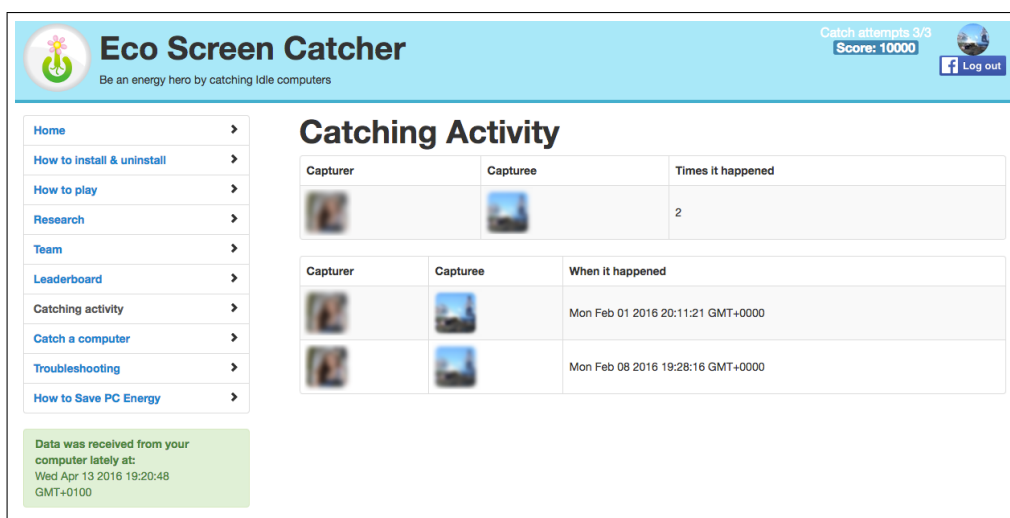 Eco Screen Catcher
Be an energy hero by catching Idle computers
Catch attempts 3/3
Score: 10000
f Log out
Home
How to install & uninstall
How to play
Research
Team
Leaderboard
Catching activity
Catch a computer
Troubleshooting
How to Save PC Energy
Data was received from your
computer lately at:
Wed Apr 13 2016 19:20:48
GMT+0100
Catching Activity
Capturer Capturee Times it happened
2
Capturer Capturee When it happened
Mon Feb 01 2016 20:11:21 GMT+0000
Mon Feb 08 2016 19:28:16 GMT+0000